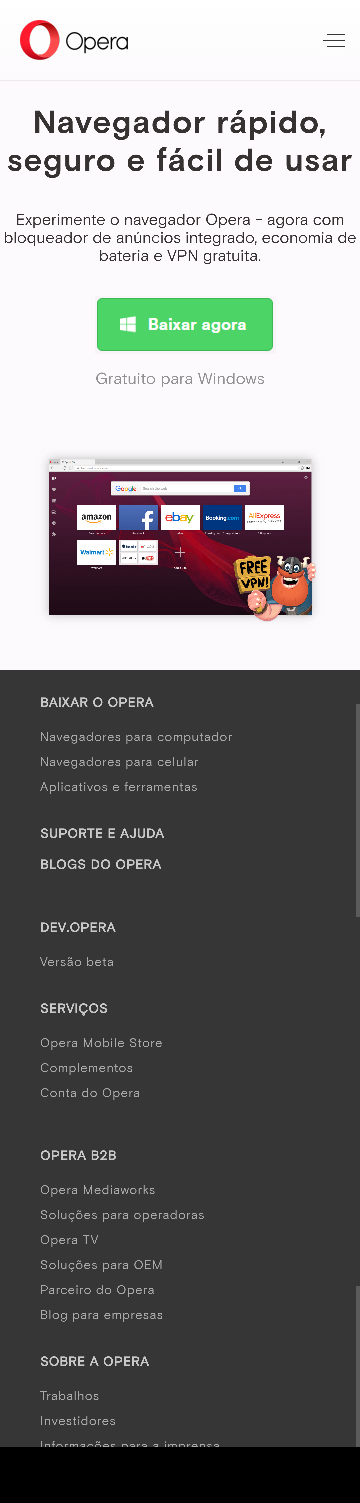 Opera
Navegador rápido,
seguro e fácil de usar
Experimente o navegador Opera – agora com
bloqueador de anúncios integrado, economia de
bateria e VPN gratuita.
Baixar agora
Gratuito para Windows
Google
amazon
ebay
Booking.com
AliExpress
Walmart
FREE
VPN!
BAIXAR O OPERA
Navegadores para computador
Navegadores para celular
Aplicativos e ferramentas
SUPORTE E AJUDA
BLOGS DO OPERA
DEV.OPERA
Versão beta
SERVIÇOS
Opera Mobile Store
Complementos
Conta do Opera
OPERA B2B
Opera Mediaworks
Soluções para operadoras
Opera TV
Soluções para OEM
Parceiro do Opera
Blog para empresas
SOBRE A OPERA
Trabalhos
Investidores
Informações para a imprensa